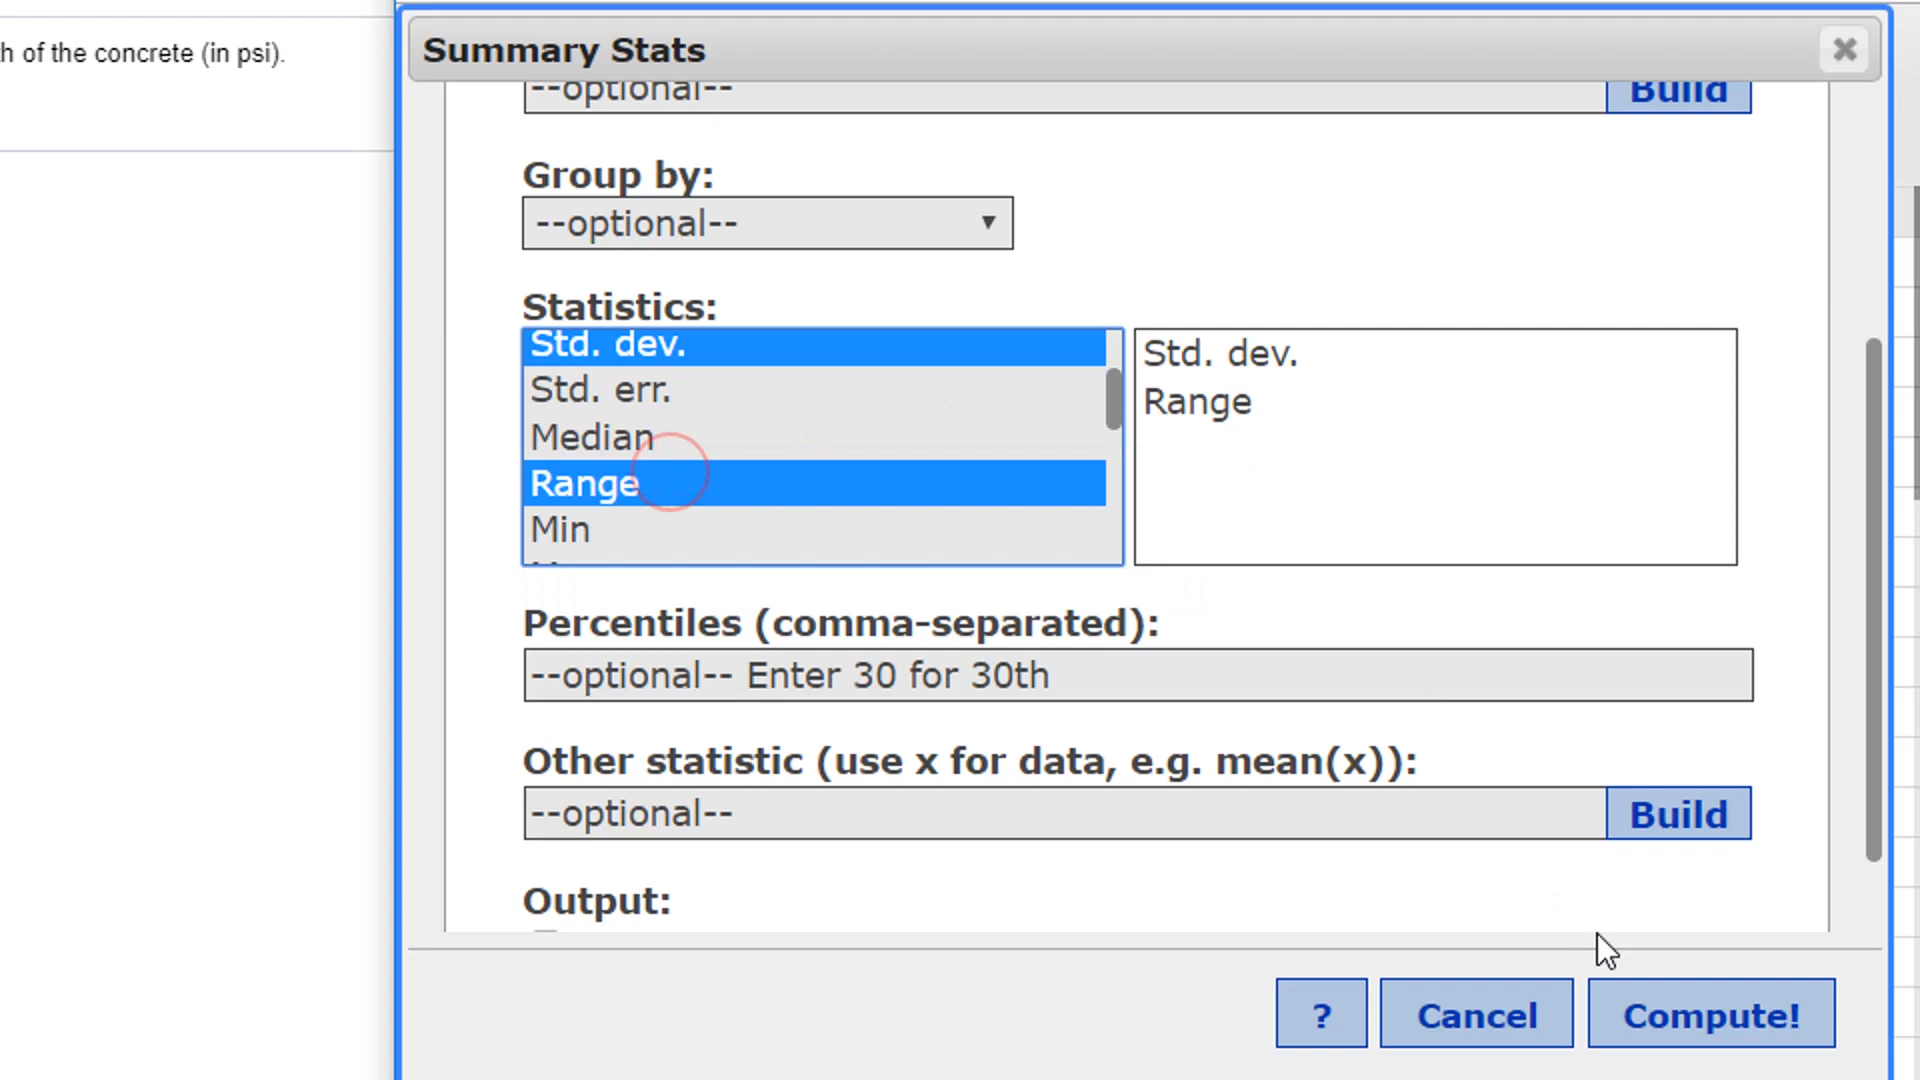 th of the concrete (in psi).
Summary Stats
--optional--
Build
Group by:
--optional--
Statistics:
Std. dev.
Std. err.
Median
Range
Min
Std. dev.
Range
Percentiles (comma-separated):
--optional-- Enter 30 for 30th
Other statistic (use x for data, e.g. mean(x)):
--optional--
Build
Output:
?
Cancel
Compute!